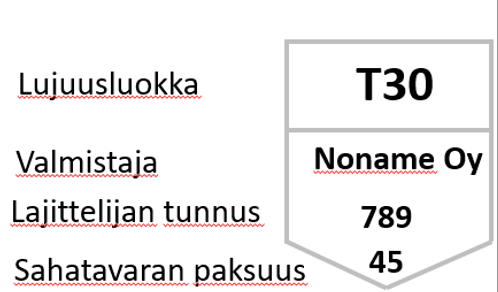 Lujuusluokka T30
Valmistaja Noname Oy
Lajittelijan tunnus 789
Sahatavaran paksuus 45